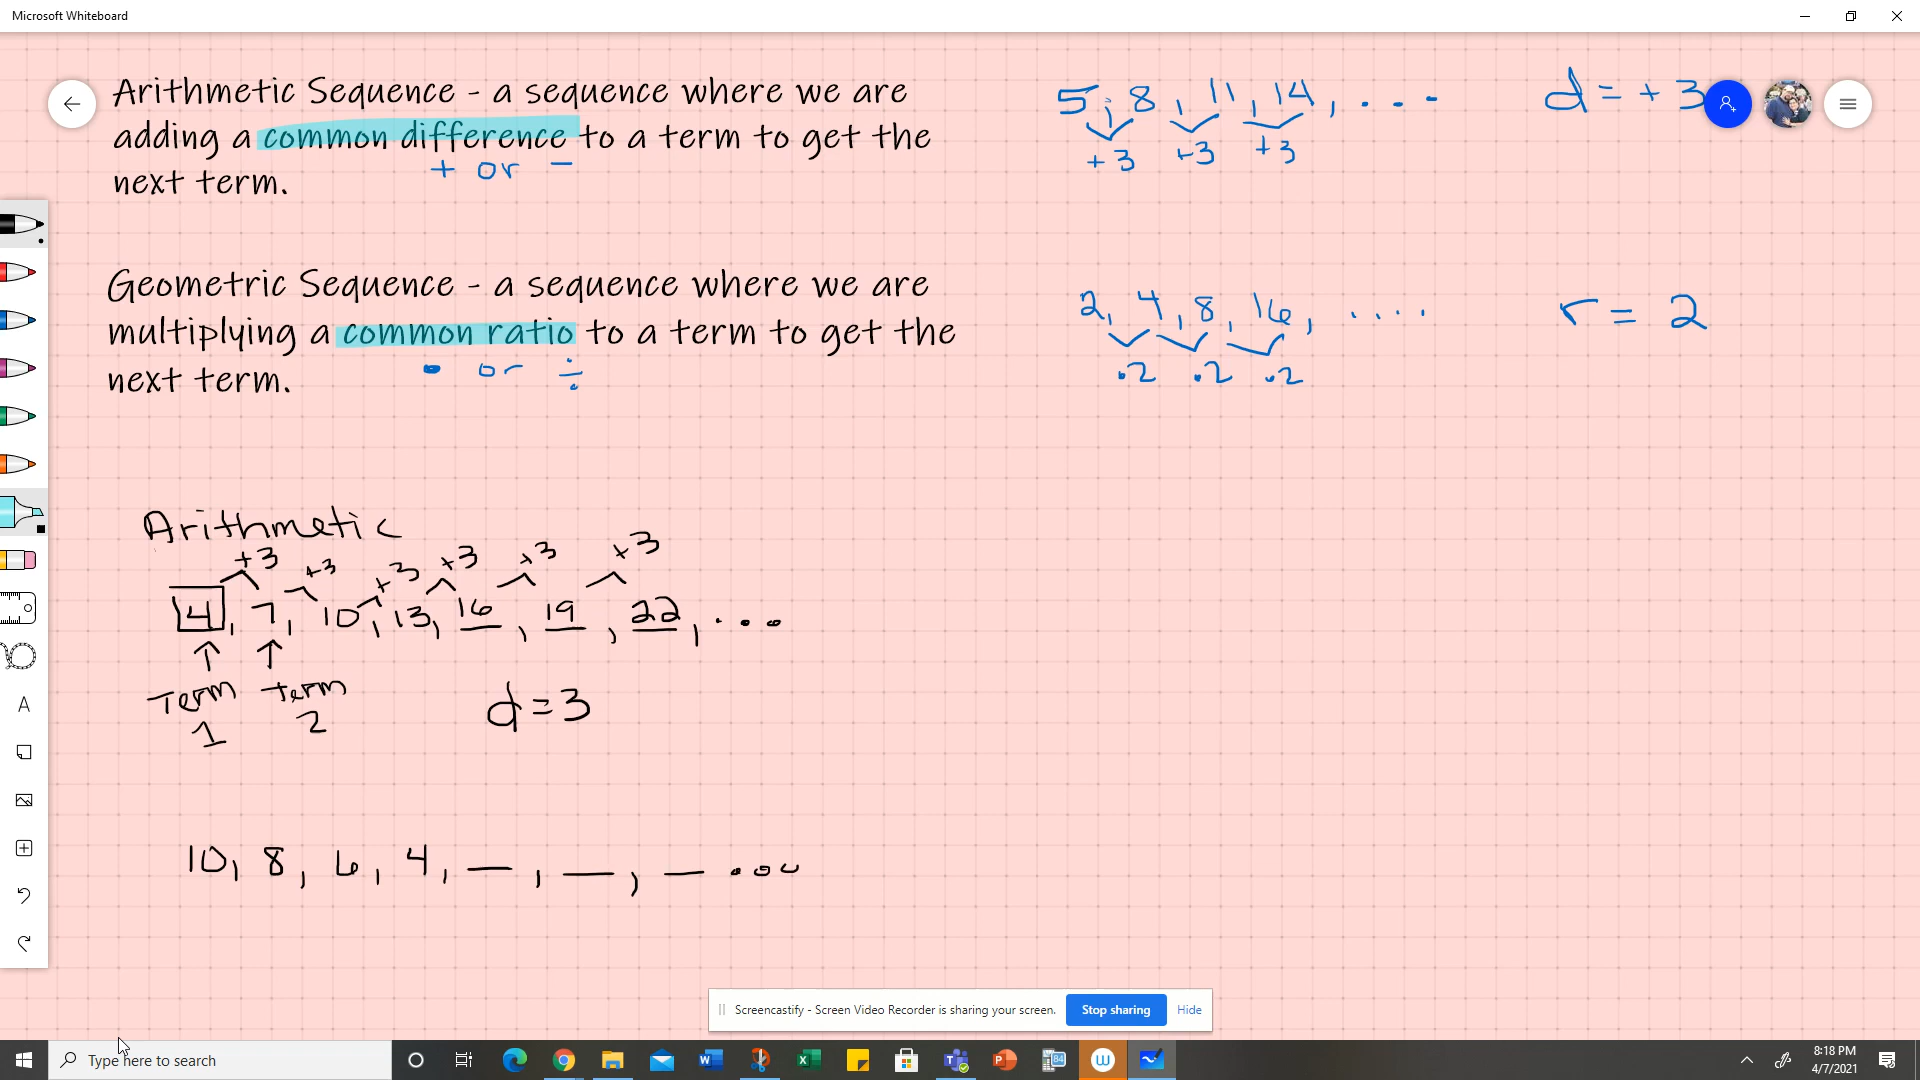 Microsoft Whiteboard
Arithmetic Sequence - a sequence where we are
adding a common difference to a term to get the
+ or −
next term.
5, 8, 11, 14, . . .
+3 +3 +3
d = + 3
Geometric Sequence - a sequence where we are
multiplying a common ratio to a term to get the
• or ÷
next term.
2, 4, 8, 16, . . . .
.2 .2 .2
r = 2
Arithmetic
+3 +3 +3 +3 +3 +3
4, 7, 10, 13, 16, 19, 22, . . .
Term term
1 2
d = 3
10, 8, 6, 4, __, __, __ ...
A
Screencastify - Screen Video Recorder is sharing your screen. Stop sharing Hide
Type here to search
8:18 PM
4/7/2021